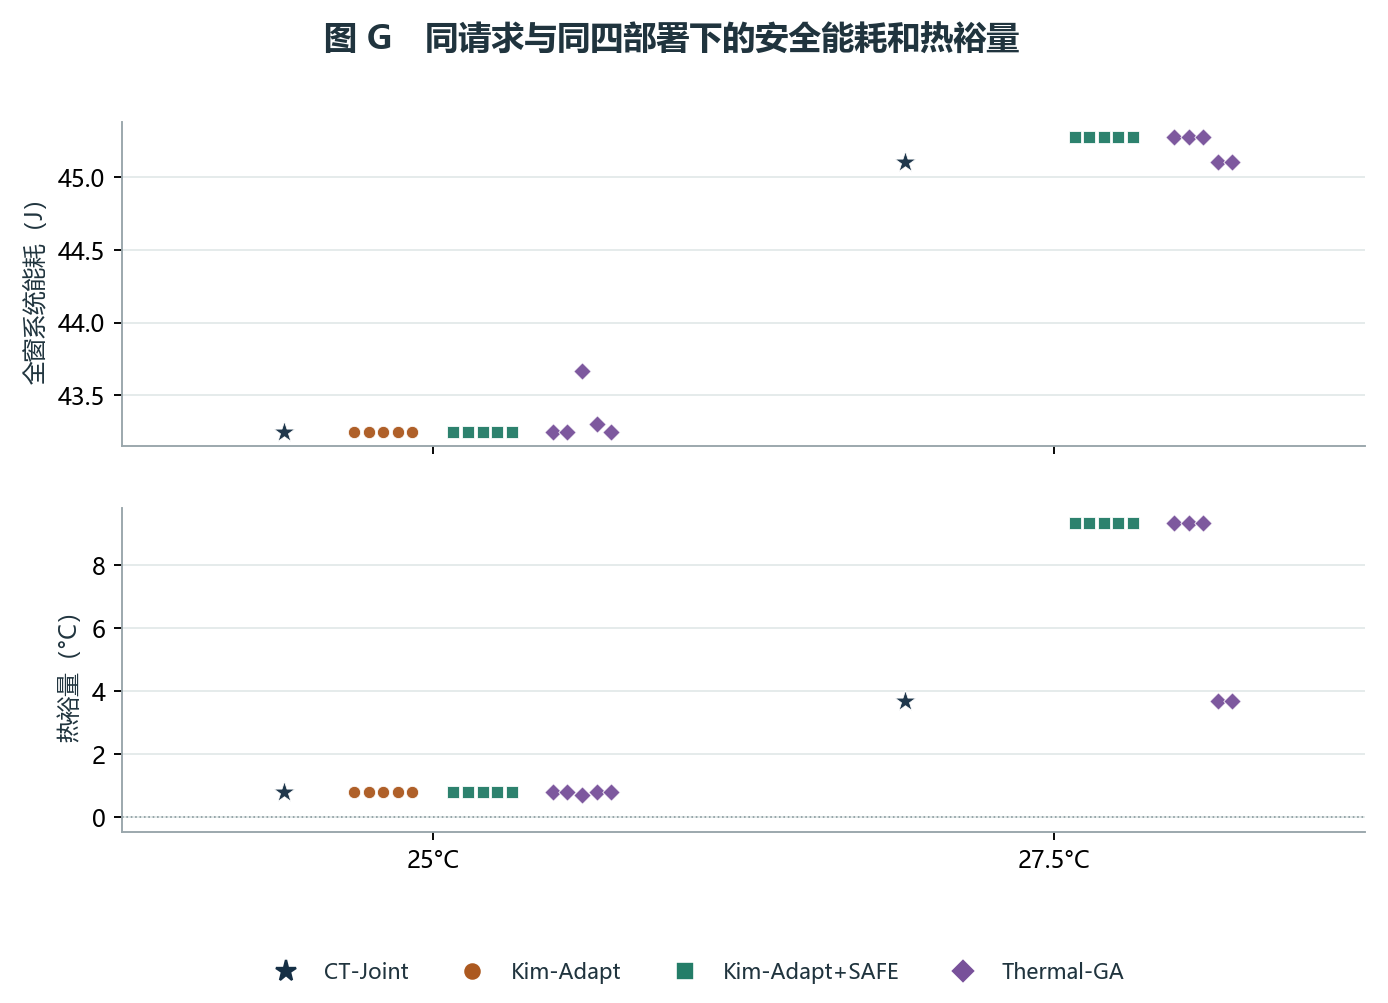 图 G 同请求与同四部署下的安全能耗和热裕量
全窗系统能耗（J）
45.0
44.5
44.0
43.5
热裕量（°C）
8
6
4
2
0
25°C
27.5°C
CT-Joint
Kim-Adapt
Kim-Adapt+SAFE
Thermal-GA